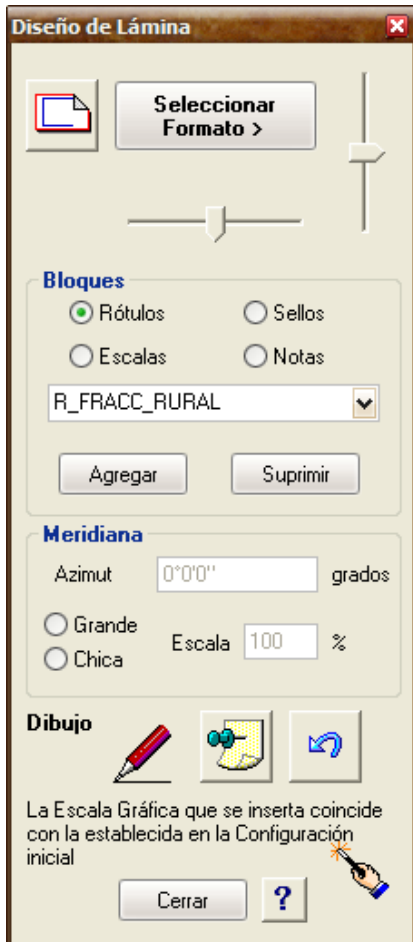 Diseño de Lámina
Seleccionar
Formato >
Bloques
Rótulos
Sellos
Escalas
Notas
R_FRACC_RURAL
Agregar
Suprimir
Meridiana
Azimut 0°0'0" grados
Grande
Chica
Escala 100 %
Dibujo
La Escala Gráfica que se inserta coincide
con la establecida en la Configuración
inicial
Cerrar
?